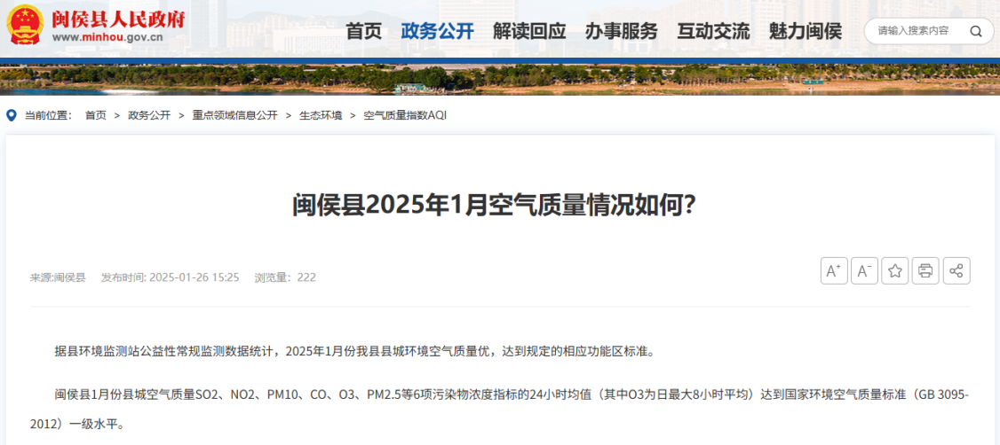 闽侯县人民政府
www.minhou.gov.cn
首页 政务公开 解读回应 办事服务 互动交流 魅力闽侯
请输入搜索内容
当前位置： 首页 > 政务公开 > 重点领域信息公开 > 生态环境 > 空气质量指数AQI
闽侯县2025年1月空气质量情况如何？
来源:闽侯县 发布时间: 2025-01-26 15:25 浏览量：222
A+ A-
据县环境监测站公益性常规监测数据统计，2025年1月份我县县城环境空气质量优，达到规定的相应功能区标准。
闽侯县1月份县城空气质量SO2、NO2、PM10、CO、O3、PM2.5等6项污染物浓度指标的24小时均值（其中O3为日最大8小时平均）达到国家环境空气质量标准（GB 3095-
2012）一级水平。